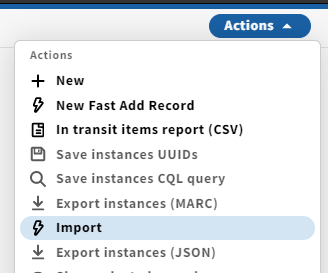 Actions
Actions
New
New Fast Add Record
In transit items report (CSV)
Save instances UUIDs
Save instances CQL query
Export instances (MARC)
Import
Export instances (JSON)